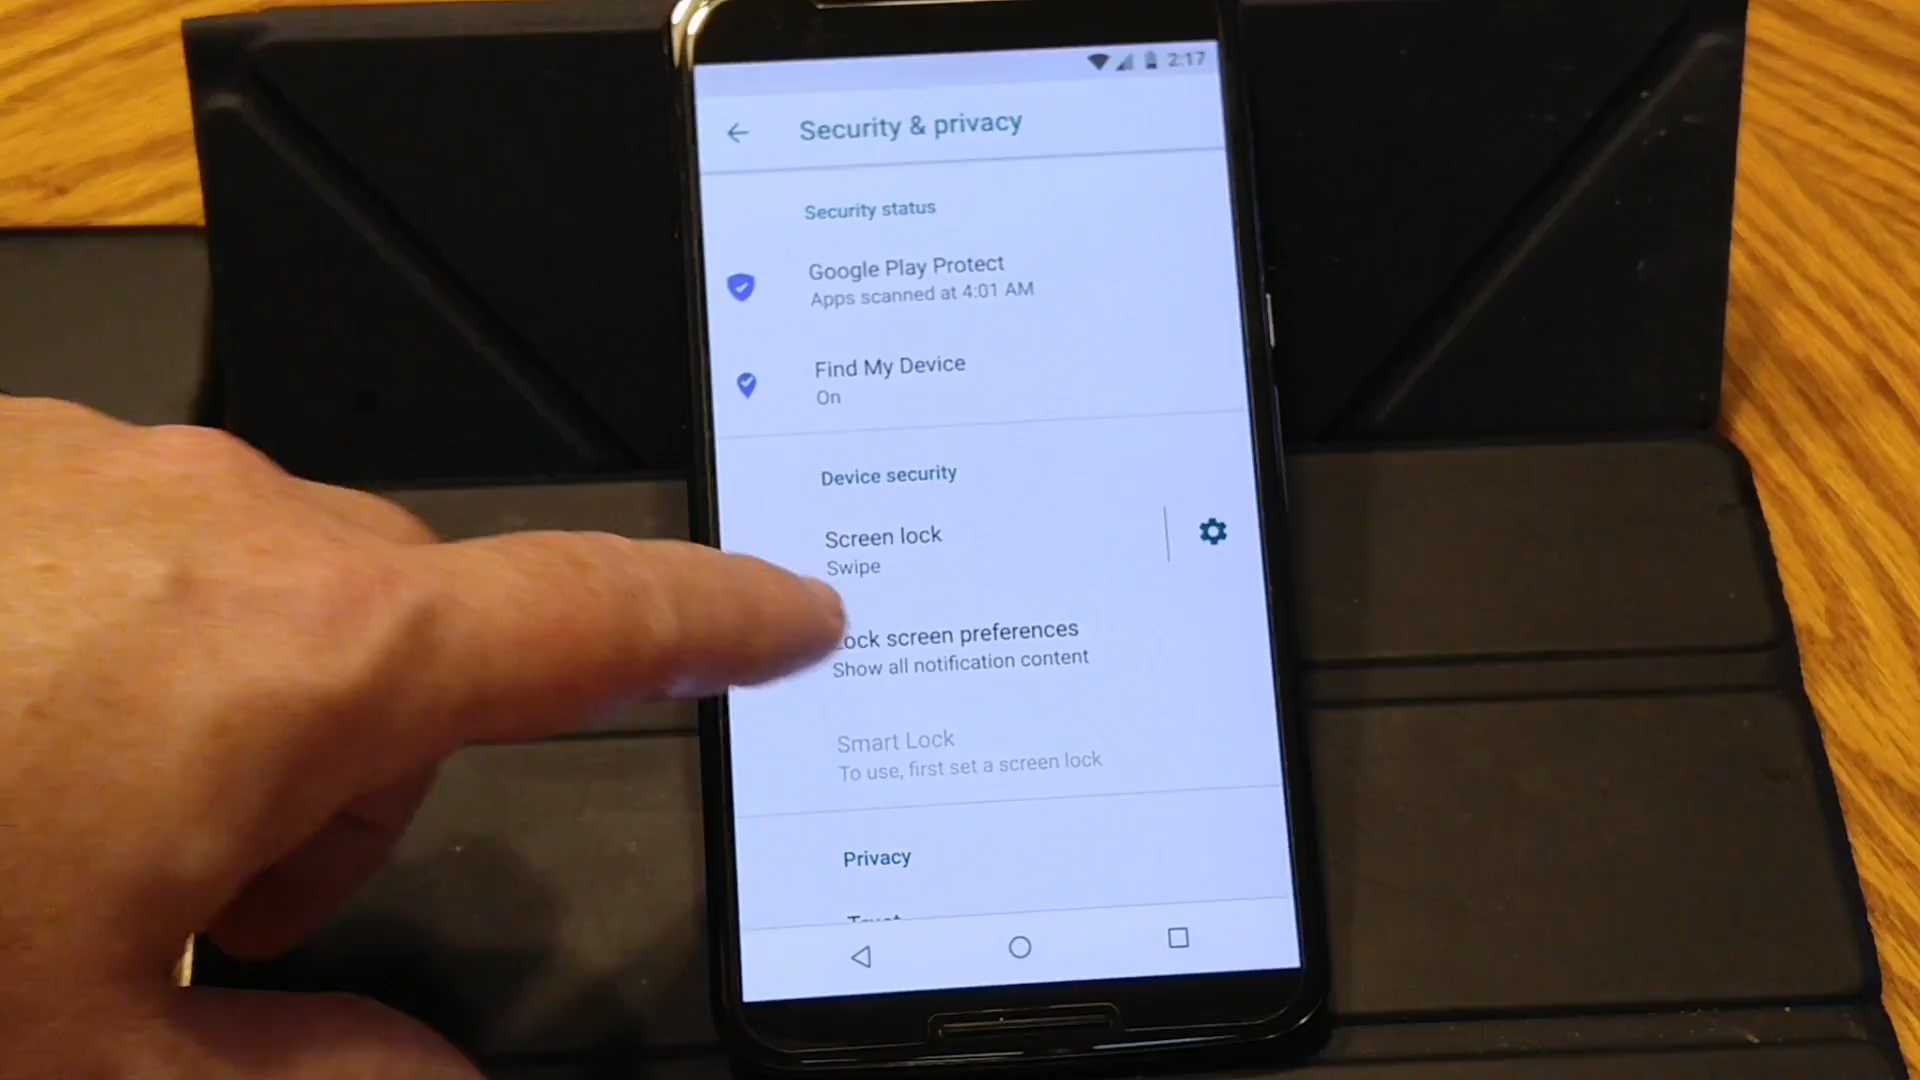 2:17
Security & privacy
Security status
Google Play Protect
Apps scanned at 4:01 AM
Find My Device
On
Device security
Screen lock
Swipe
ock screen preferences
Show all notification content
Smart Lock
To use, first set a screen lock
Privacy